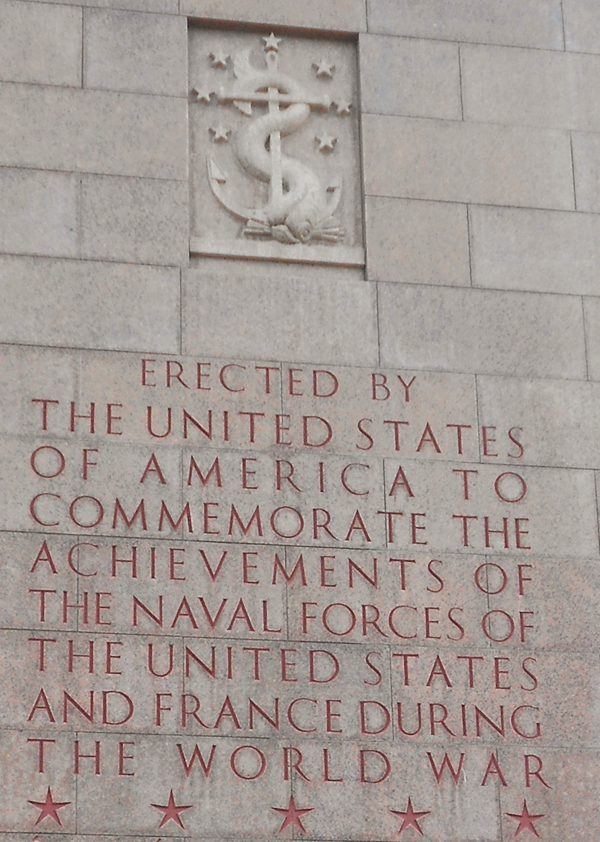 ERECTED BY
THE UNITED STATES
OF AMERICA TO
COMMEMORATE THE
ACHIEVEMENTS OF
THE NAVAL FORCES OF
THE UNITED STATES
AND FRANCE DURING
THE WORLD WAR